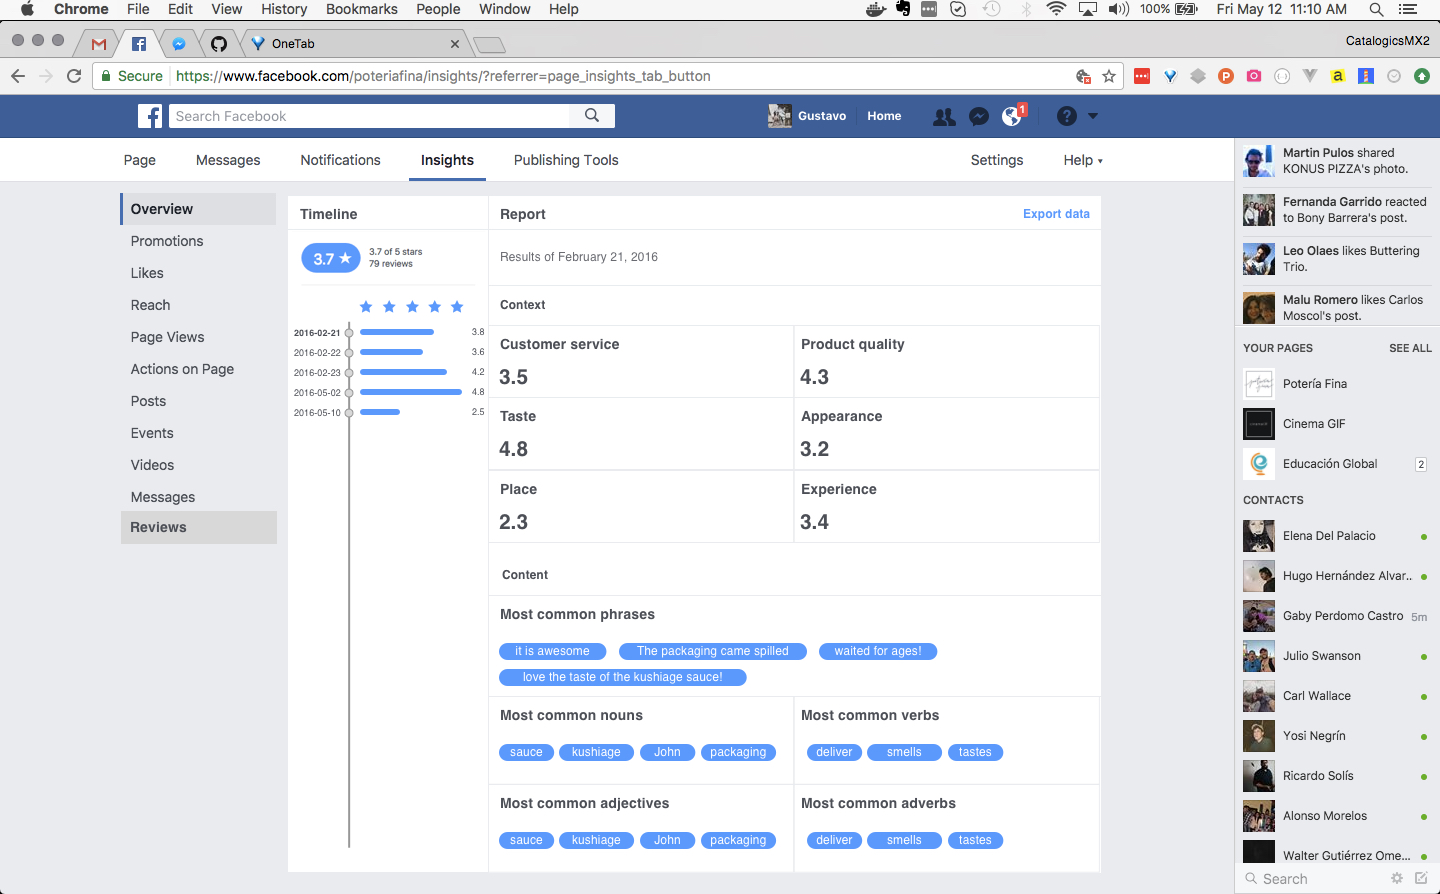 Chrome File Edit View History Bookmarks People Window Help 100% Fri May 12 11:10 AM
OneTab CatalogicsMX2
Secure https://www.facebook.com/poteriafina/insights/?referrer=page_insights_tab_button
Search Facebook Gustavo Home 1
Page Messages Notifications Insights Publishing Tools Settings Help
Overview
Promotions
Likes
Reach
Page Views
Actions on Page
Posts
Events
Videos
Messages
Reviews
Timeline
3.7 ★
3.7 of 5 stars
79 reviews
2016-02-21 3.8
2016-02-22 3.6
2016-02-23 4.2
2016-05-02 4.8
2016-05-10 2.5
Report Export data
Results of February 21, 2016
Context
Customer service
3.5
Product quality
4.3
Taste
4.8
Appearance
3.2
Place
2.3
Experience
3.4
Content
Most common phrases
it is awesome The packaging came spilled waited for ages!
love the taste of the kushiage sauce!
Most common nouns
sauce kushiage John packaging
Most common verbs
deliver smells tastes
Most common adjectives
sauce kushiage John packaging
Most common adverbs
deliver smells tastes
Martin Pulos shared
KONUS PIZZA's photo.
Fernanda Garrido reacted
to Bony Barrera's post.
Leo Olaes likes Buttering
Trio.
Malu Romero likes Carlos
Moscol's post.
YOUR PAGES SEE ALL
Potería Fina
Cinema GIF
Educación Global 2
CONTACTS
Elena Del Palacio
Hugo Hernández Alvar..
Gaby Perdomo Castro 5m
Julio Swanson
Carl Wallace
Yosi Negrín
Ricardo Solís
Alonso Morelos
Walter Gutiérrez Ome...
Search